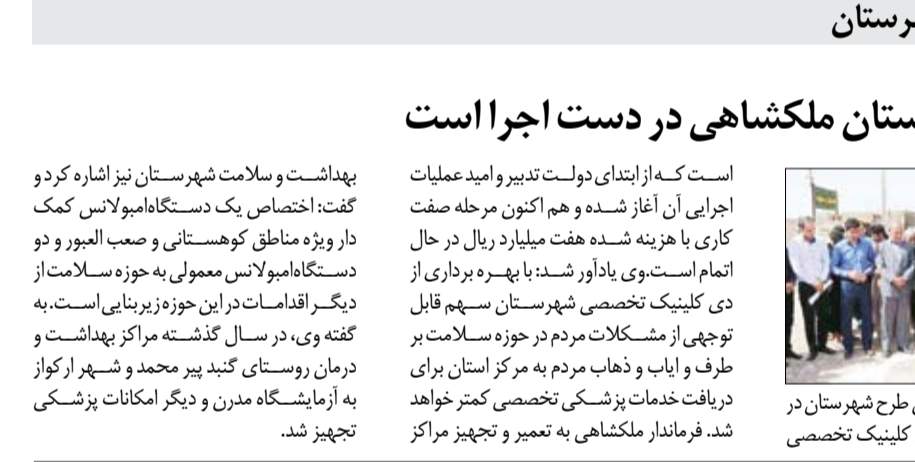 رستان
ستان ملکشاهی در دست اجرا است
طرح شهرستان در
کلینیک تخصصی
است که از ابتدای دولت تدبیر و امید عملیات
اجرایی آن آغاز شده و هم اکنون مرحله صفت
کاری با هزینه شده هفت میلیارد ریال در حال
اتمام است.وی یادآور شد: با بهره برداری از
دی کلینیک تخصصی شهرستان سهم قابل
توجهی از مشکلات مردم در حوزه سلامت بر
طرف و ایاب و ذهاب مردم به مرکز استان برای
دریافت خدمات پزشکی تخصصی کمتر خواهد
شد. فرماندار ملکشاهی به تعمیر و تجهیز مراکز
بهداشت و سلامت شهرستان نیز اشاره کرد و
گفت: اختصاص یک دستگاه‌امبولانس کمک
دار ویژه مناطق کوهستانی و صعب العبور و دو
دستگاه‌امبولانس معمولی به حوزه سلامت از
دیگر اقدامات در این حوزه زیربنایی است.به
گفته وی، در سال گذشته مراکز بهداشت و
درمان روستای گنبد پیر محمد و شهر ارکواز
به آزمایشگاه مدرن و دیگر امکانات پزشکی
تجهیز شد.